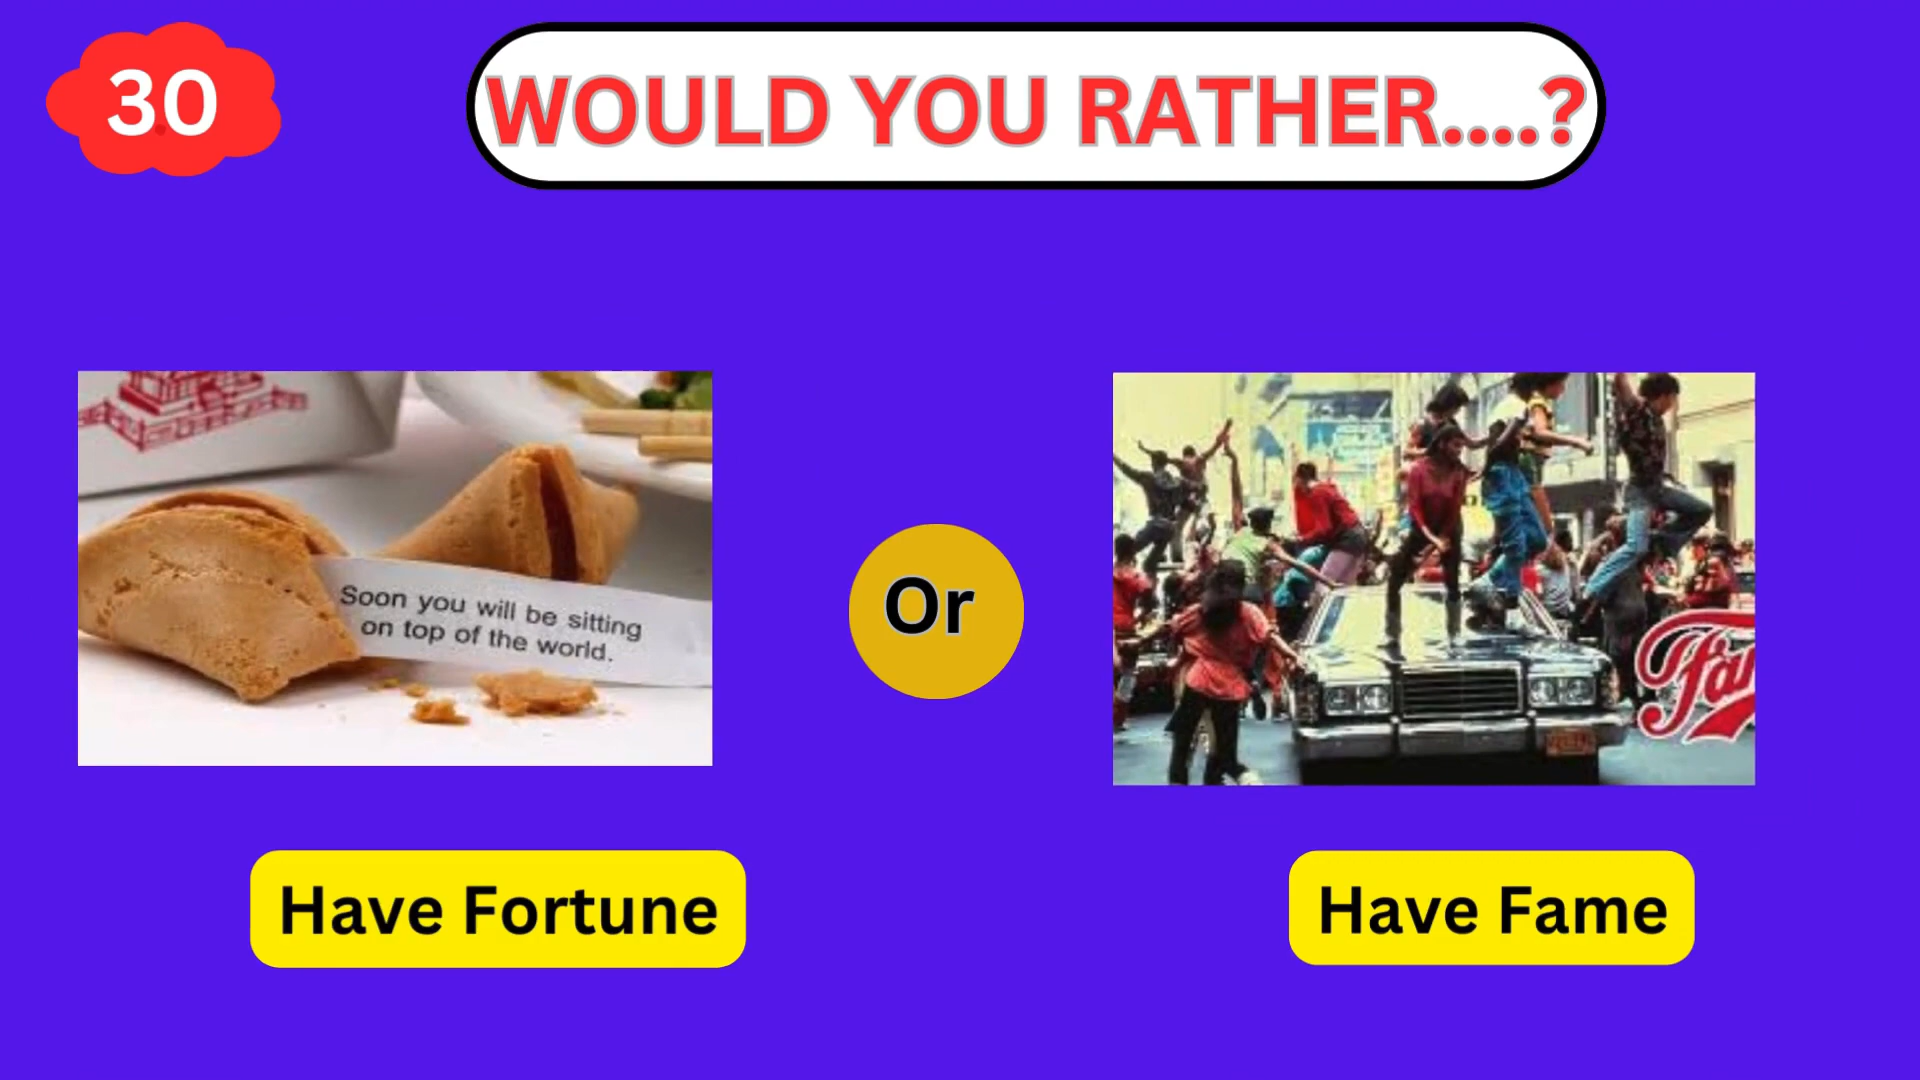 30
WOULD YOU RATHER....?
Soon you will be sitting
on top of the world.
Or
Fam
Have Fortune
Have Fame